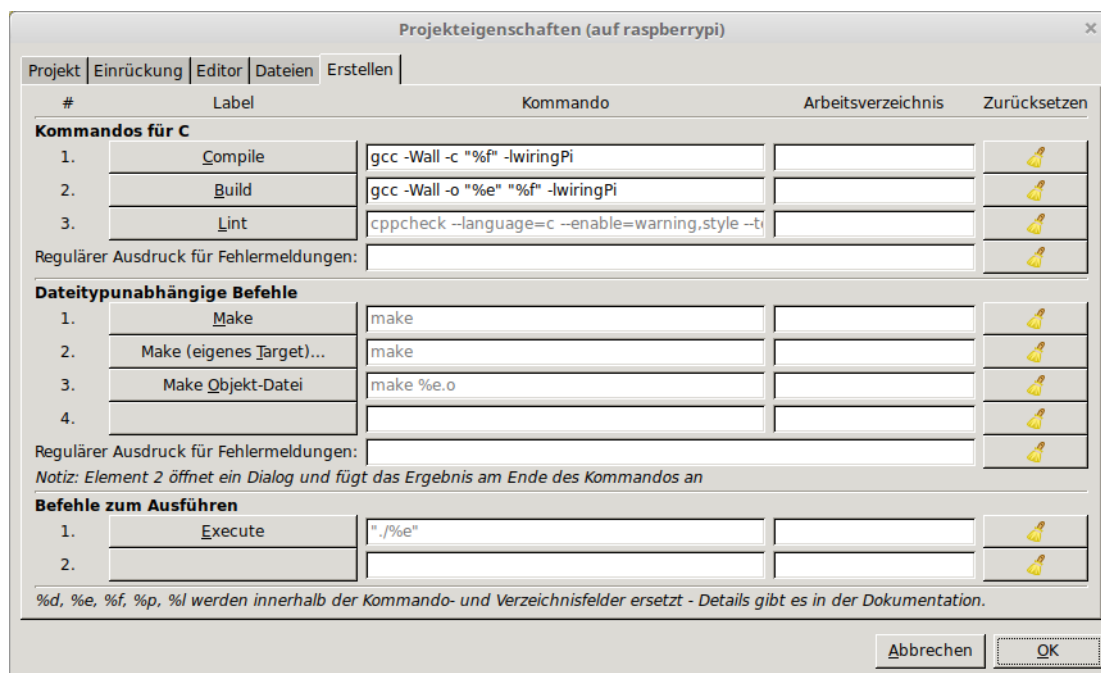 Projekteigenschaften (auf raspberrypi)
Projekt Einrückung Editor Dateien Erstellen
# Label Kommando Arbeitsverzeichnis Zurücksetzen
Kommandos für C
1. Compile gcc -Wall -c "%f" -lwiringPi
2. Build gcc -Wall -o "%e" "%f" -lwiringPi
3. Lint cppcheck --language=c --enable=warning,style --te
Regulärer Ausdruck für Fehlermeldungen:
Dateitypunabhängige Befehle
1. Make make
2. Make (eigenes Target)... make
3. Make Objekt-Datei make %e.o
4.
Regulärer Ausdruck für Fehlermeldungen:
Notiz: Element 2 öffnet ein Dialog und fügt das Ergebnis am Ende des Kommandos an
Befehle zum Ausführen
1. Execute "./%e"
2.
%d, %e, %f, %p, %l werden innerhalb der Kommando- und Verzeichnisfelder ersetzt - Details gibt es in der Dokumentation.
Abbrechen OK